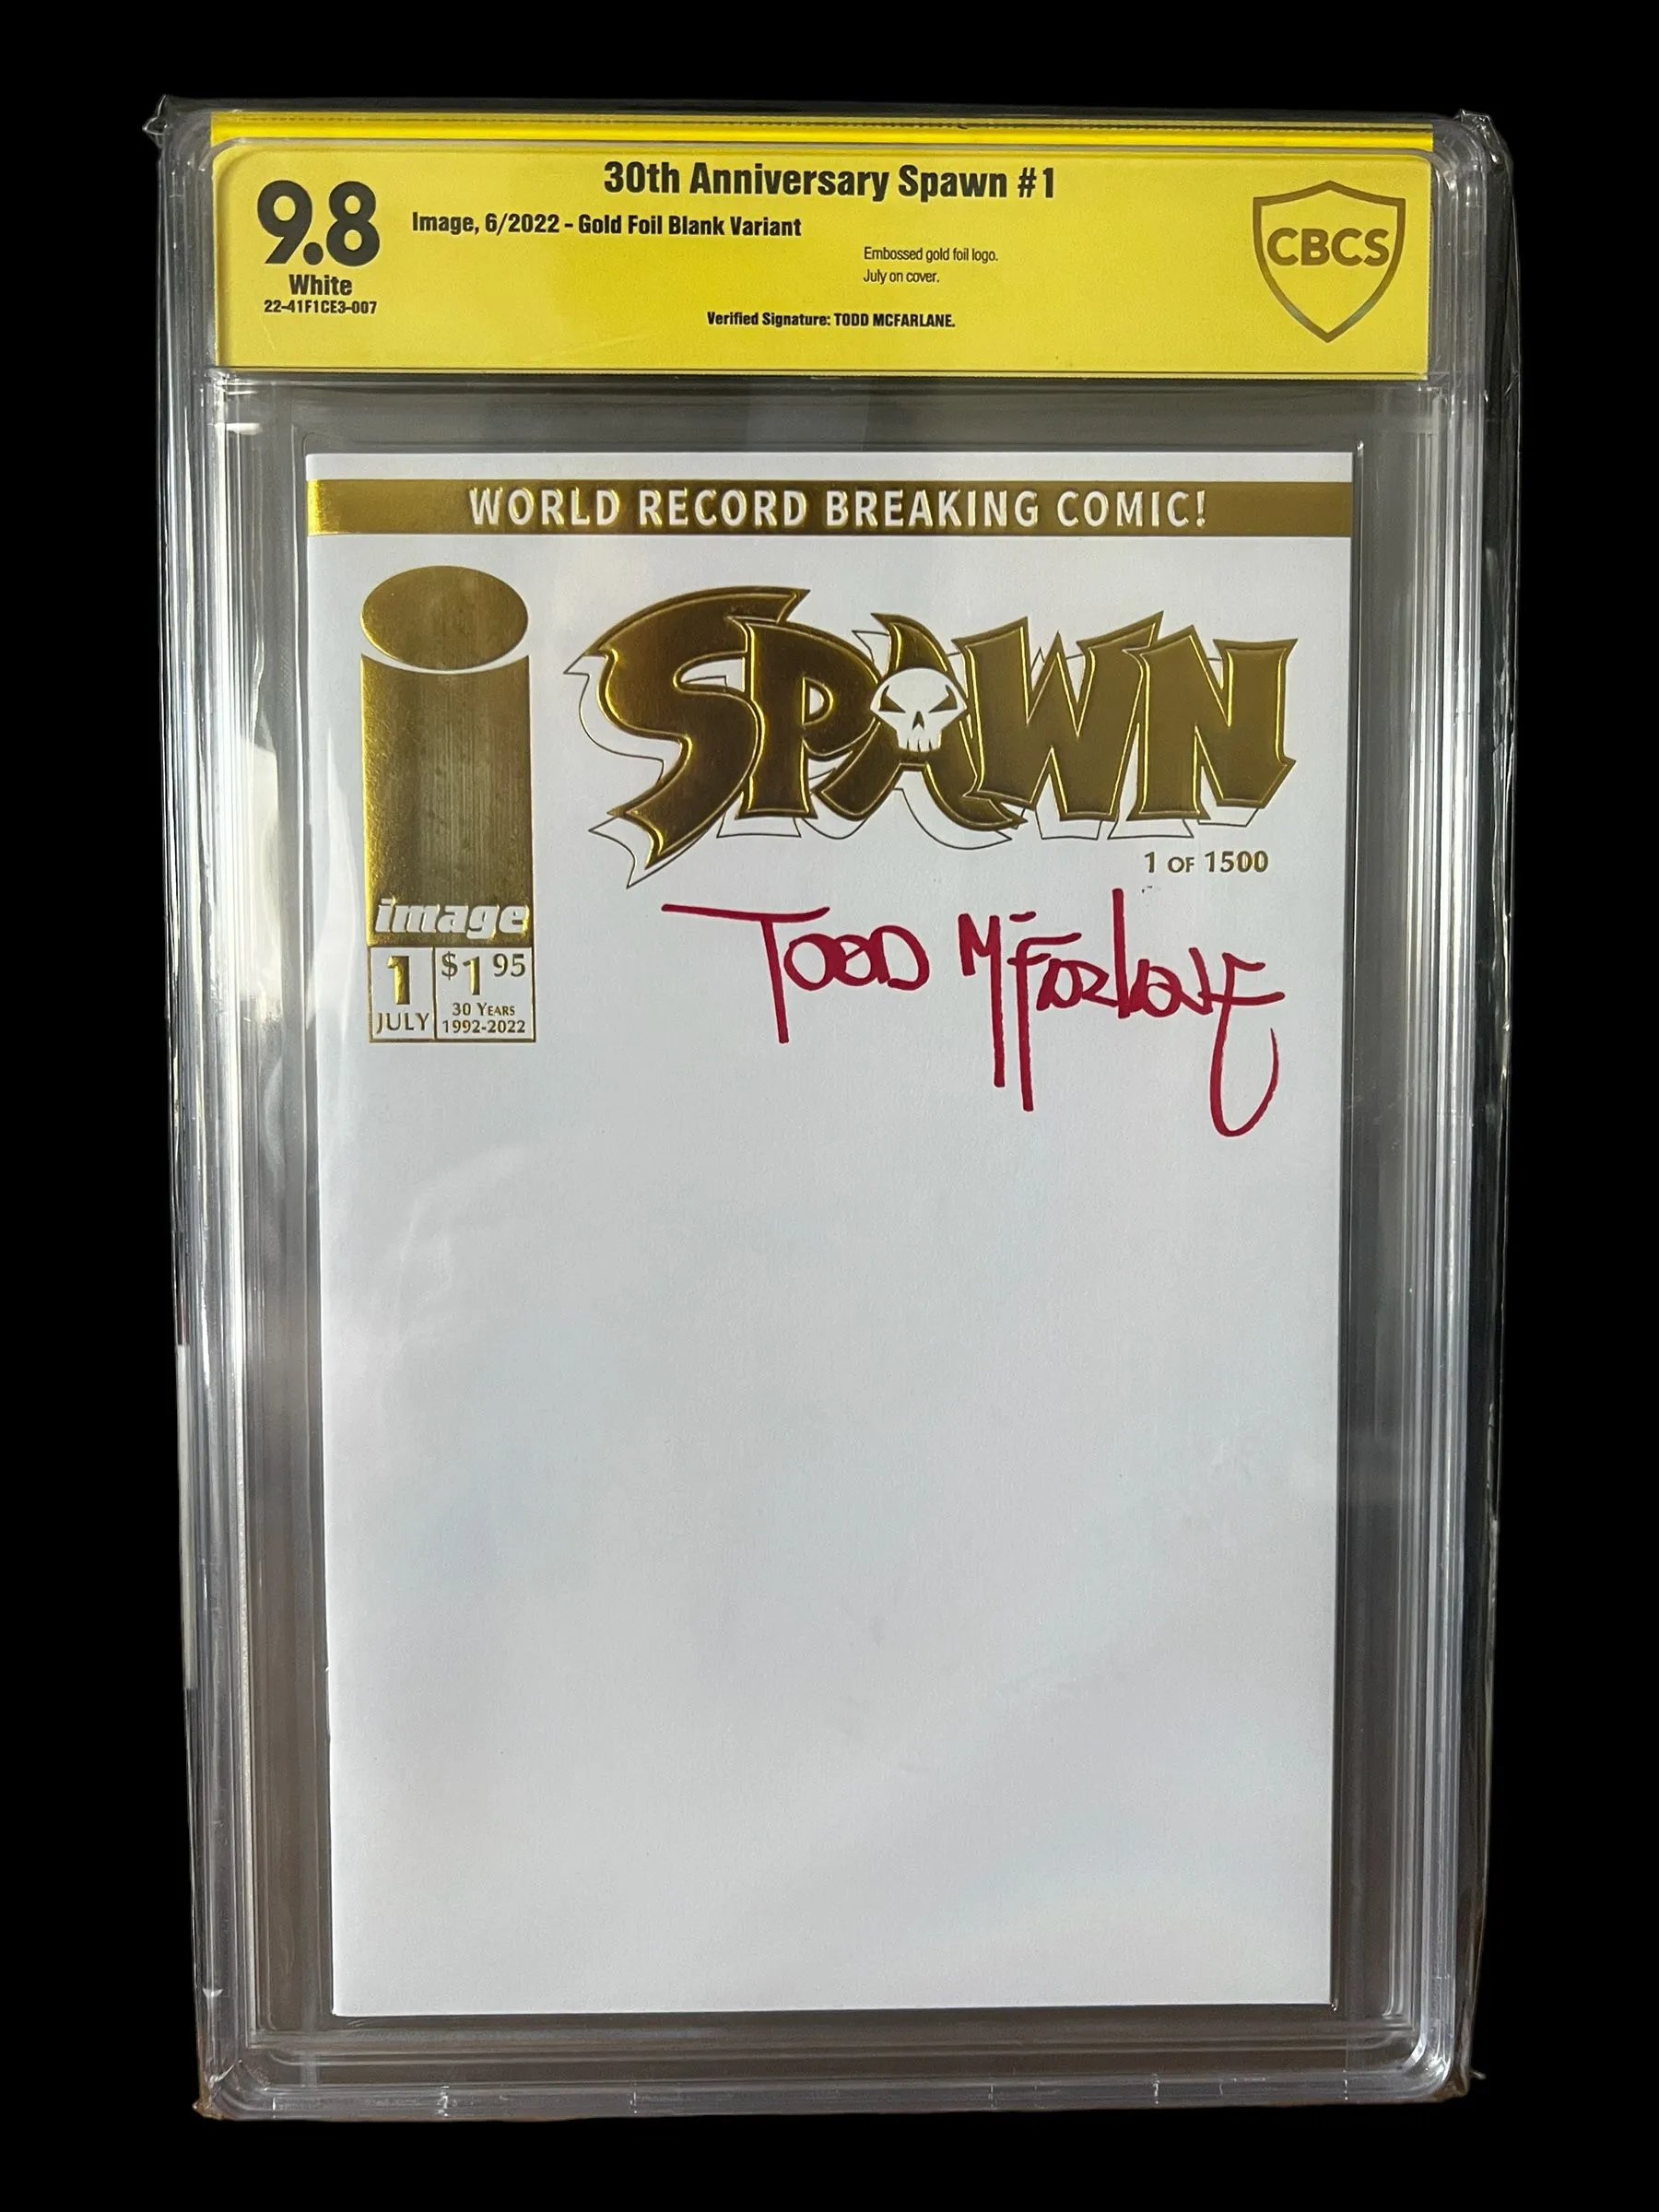 30th Anniversary Spawn #1
9.8
White
22-41F1CE3-007
Image, 6/2022 - Gold Foil Blank Variant
Embossed gold foil logo.
July on cover.
Verified Signature: TODD MCFARLANE.
CBCS
WORLD RECORD BREAKING COMIC!
SPAWN
1 OF 1500
image
1
JULY
$1 95
30 YEARS
1992-2022
TODD MCFARLANE